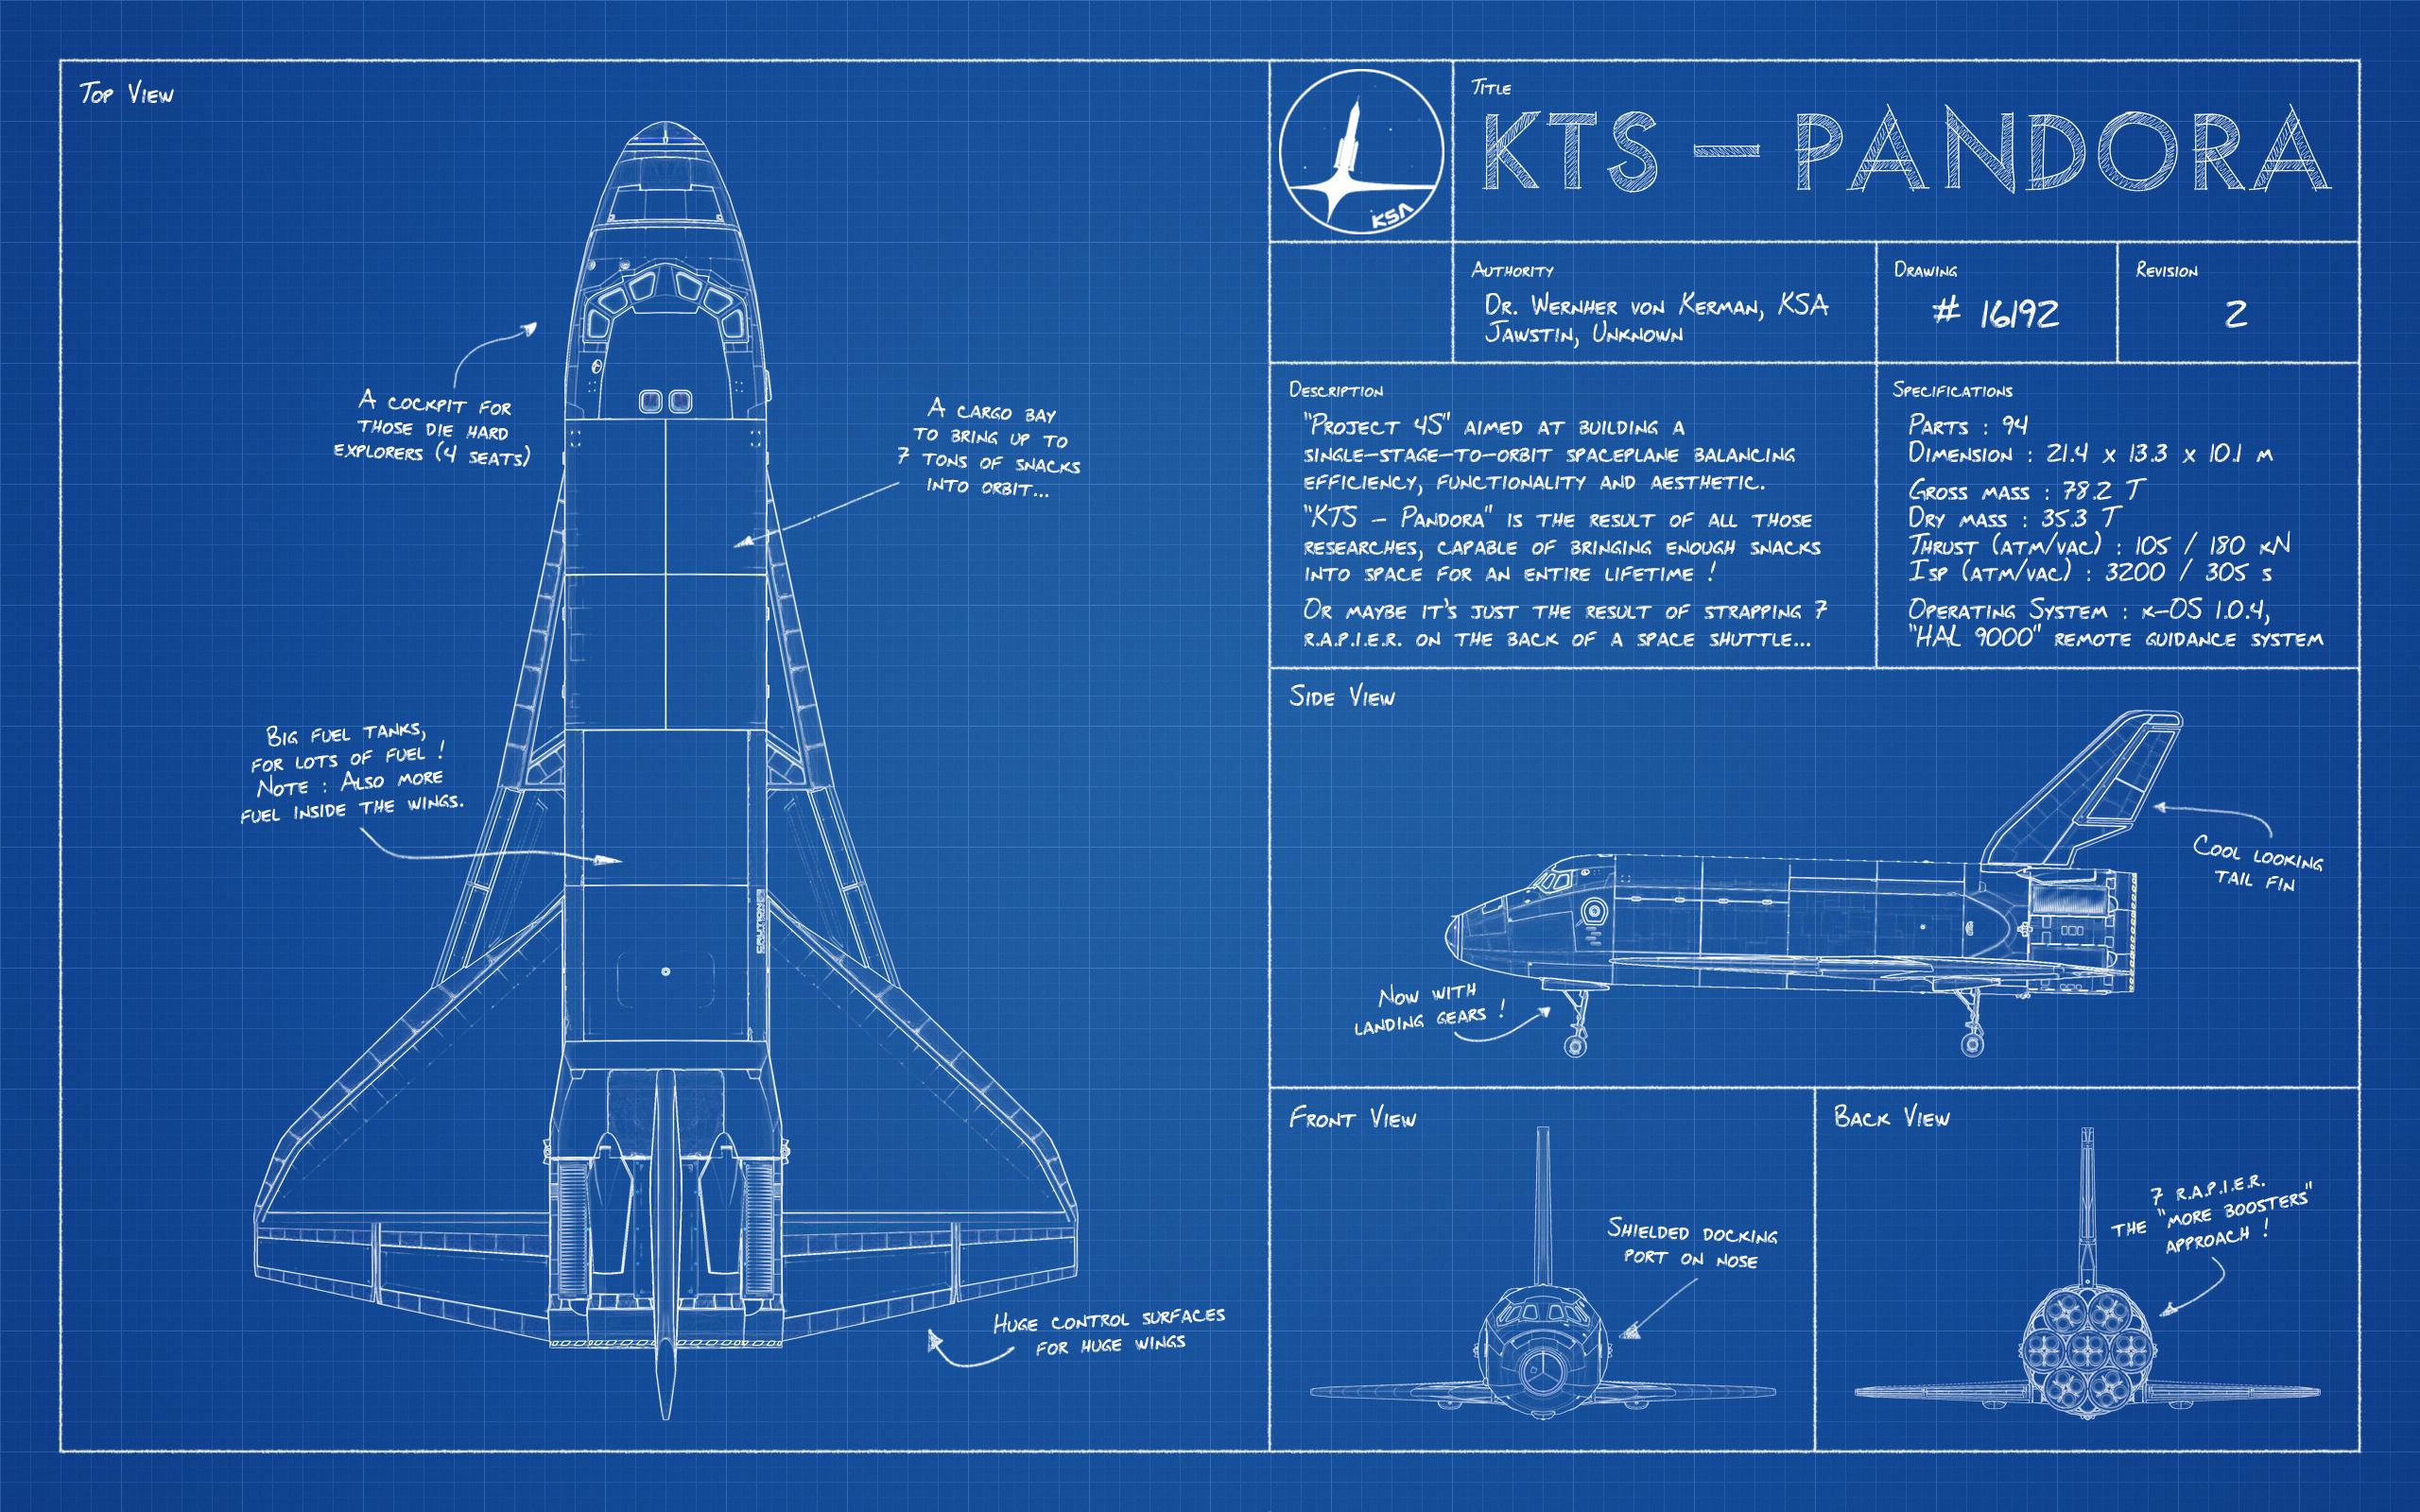 Top View
A cockpit for
those die hard
explorers (4 seats)
A cargo bay
to bring up to
7 tons of snacks
into orbit...
Big fuel tanks,
for lots of fuel !
Note : Also more
fuel inside the wings.
CAUTION
Huge control surfaces
for huge wings
KSA
Title
KTS – PANDORA
Authority
Dr. Wernher von Kerman, KSA
Jawstin, Unknown
Drawing
# 16192
Revision
2
Description
"Project 4S" aimed at building a
single-stage-to-orbit spaceplane balancing
efficiency, functionality and aesthetic.
"KTS – Pandora" is the result of all those
researches, capable of bringing enough snacks
into space for an entire lifetime !
Or maybe it's just the result of strapping 7
R.A.P.I.E.R. on the back of a space shuttle...
Specifications
Parts : 94
Dimension : 21.4 x 13.3 x 10.1 m
Gross mass : 78.2 T
Dry mass : 35.3 T
Thrust (atm/vac) : 105 / 180 kN
Isp (atm/vac) : 3200 / 305 s
Operating System : k-OS 1.0.4,
"HAL 9000" remote guidance system
Side View
Cool looking
tail fin
Now with
landing gears !
Front View
Shielded docking
port on nose
Back View
7 R.A.P.I.E.R.
the "more boosters"
approach !